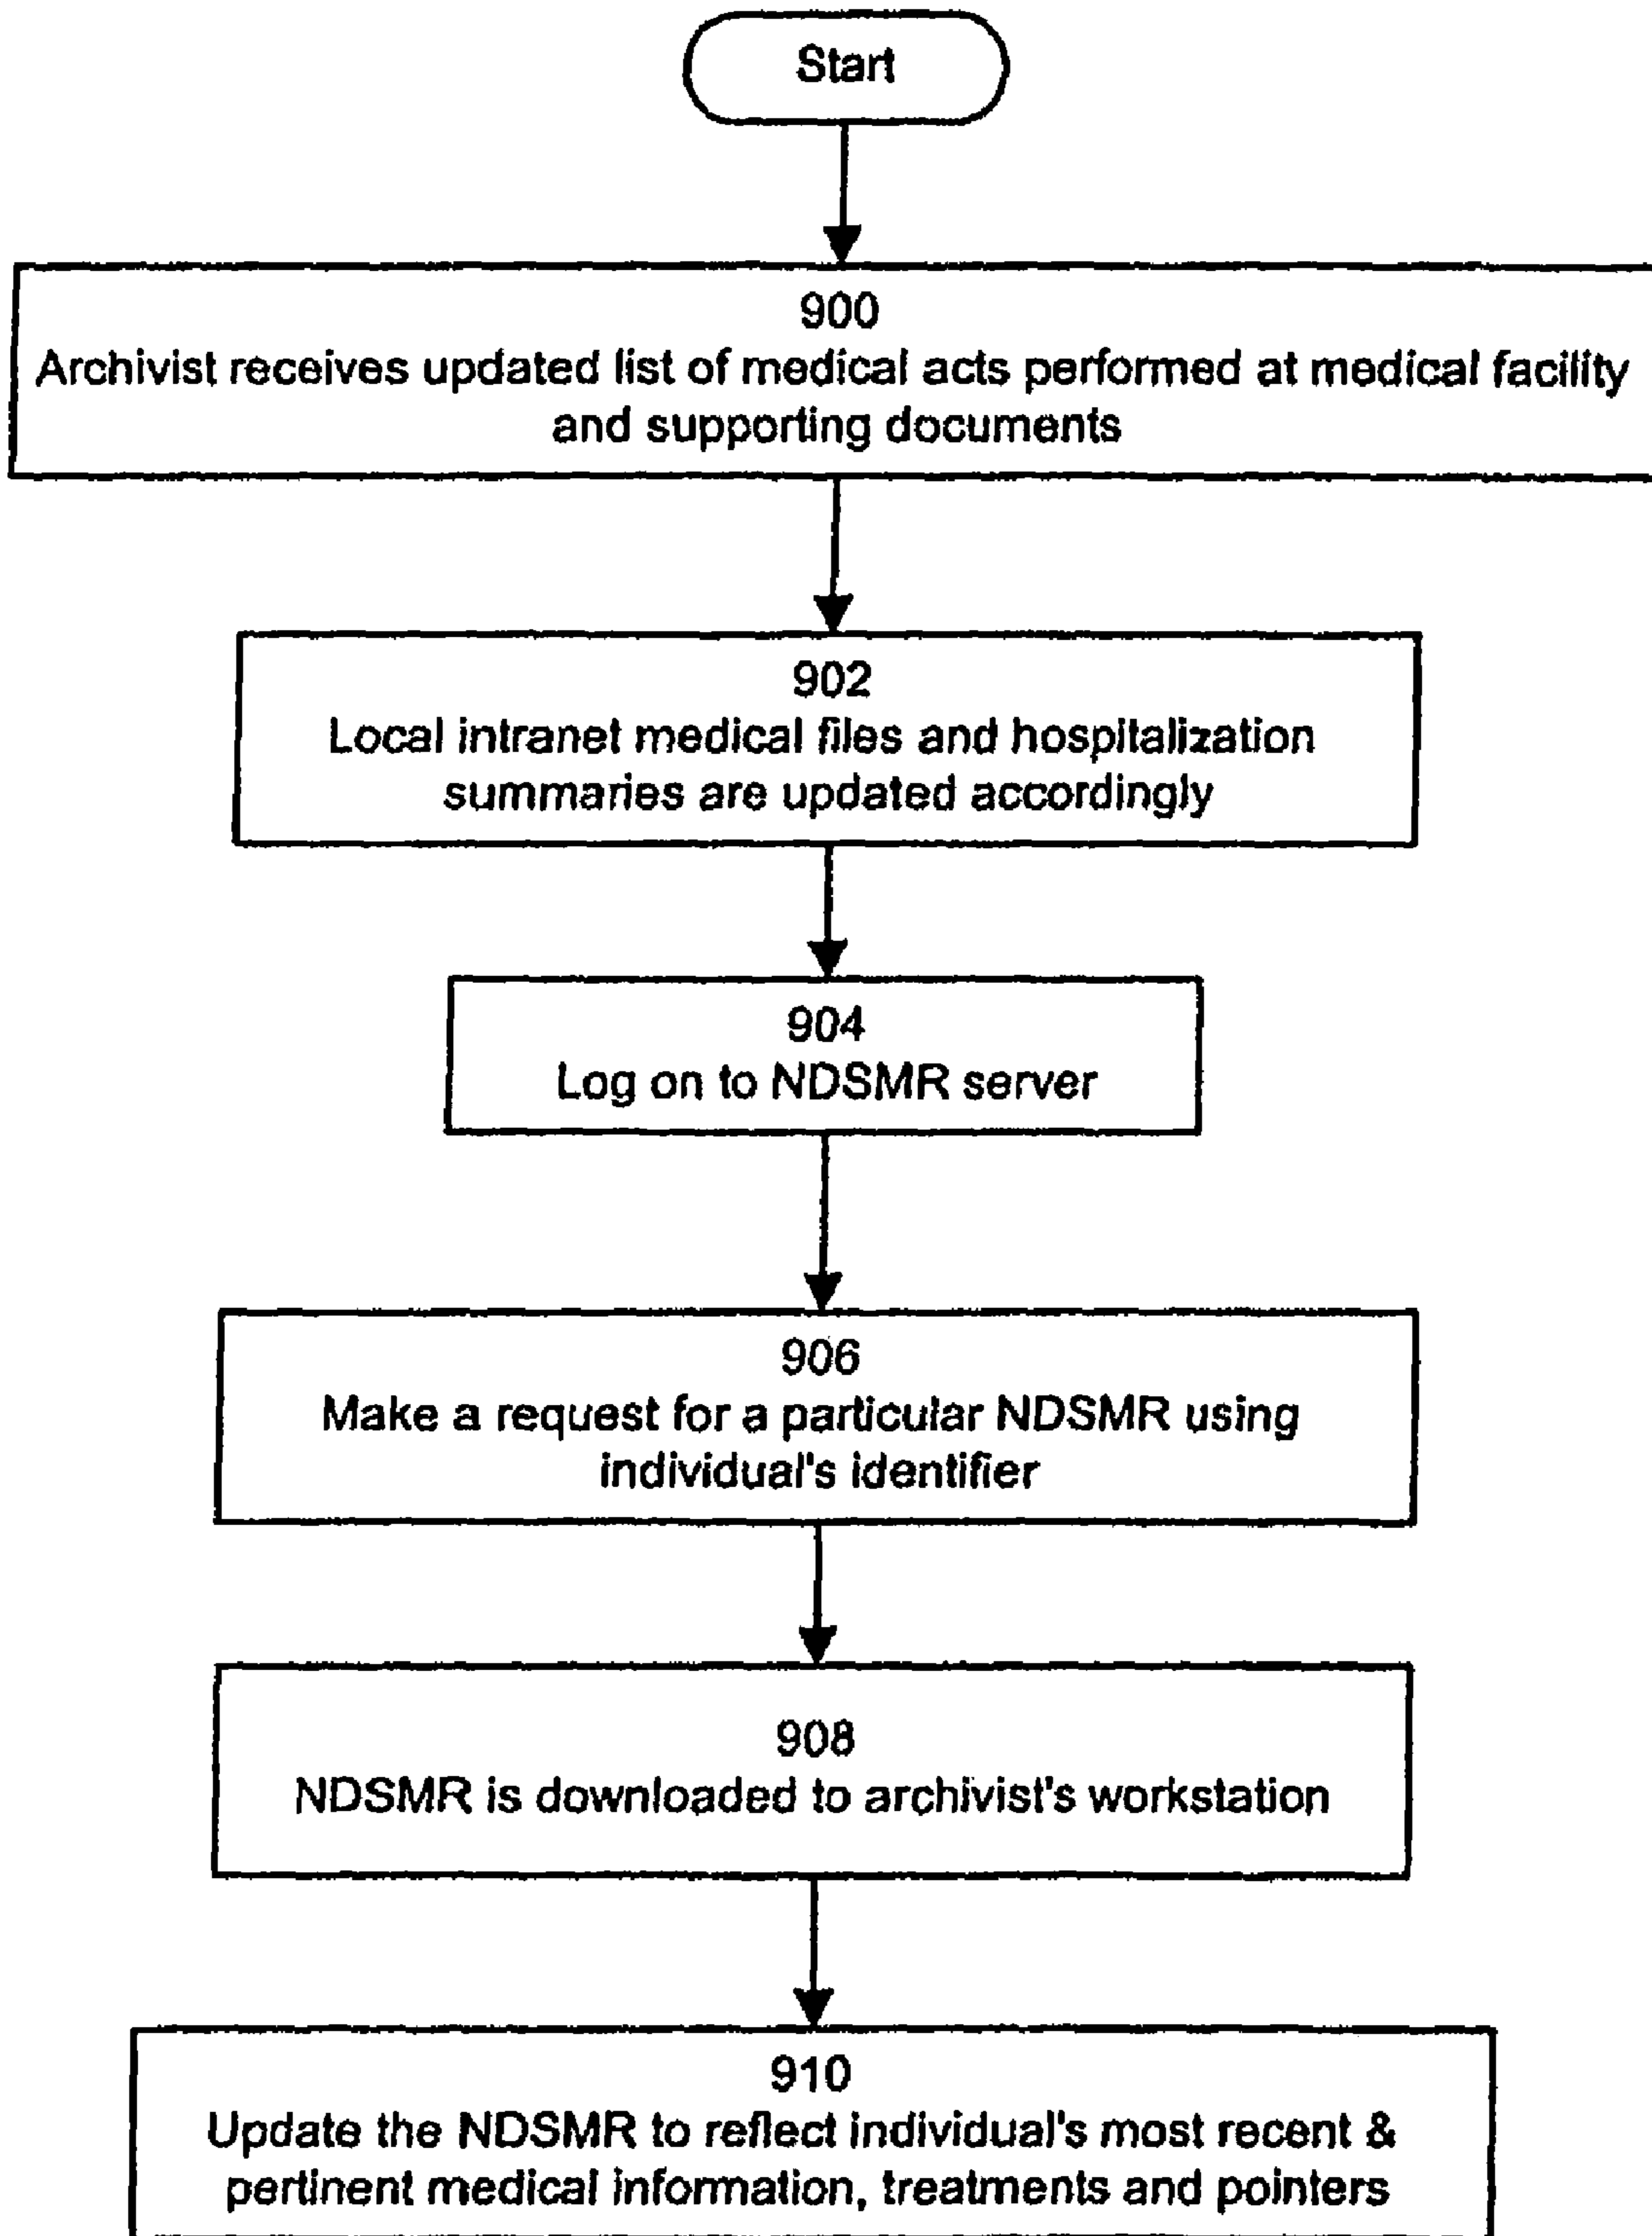 Start
900
Archivist receives updated list of medical acts performed at medical facility
and supporting documents
902
Local intranet medical files and hospitalization
summaries are updated accordingly
904
Log on to NDSMR server
906
Make a request for a particular NDSMR using
individual's identifier
908
NDSMR is downloaded to archivist's workstation
910
Update the NDSMR to reflect individual's most recent &
pertinent medical information, treatments and pointers